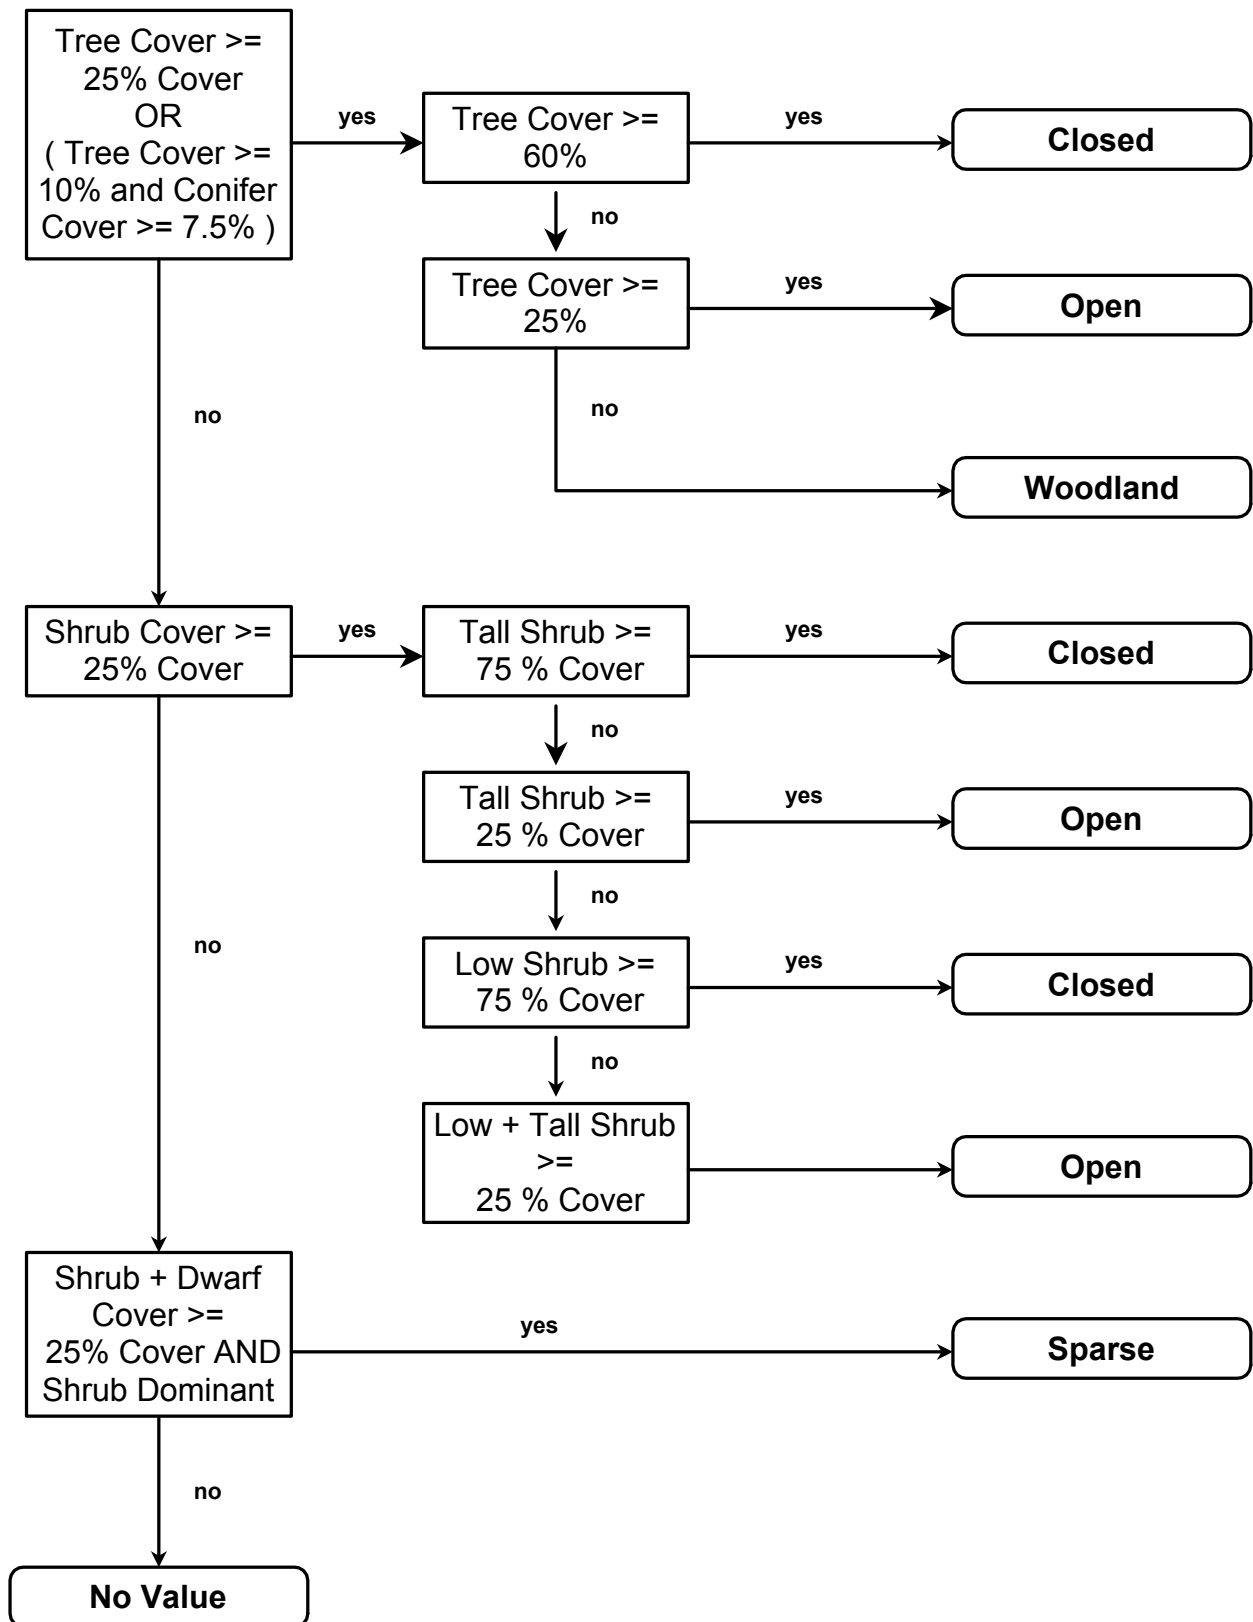 Tree Cover >=
25% Cover
OR
( Tree Cover >=
10% and Conifer
Cover >= 7.5% )
yes
Tree Cover >=
60%
yes
Closed
no
Tree Cover >=
25%
yes
Open
no
no
Woodland
Shrub Cover >=
25% Cover
yes
Tall Shrub >=
75 % Cover
yes
Closed
no
Tall Shrub >=
25 % Cover
yes
Open
no
no
Low Shrub >=
75 % Cover
yes
Closed
no
Low + Tall Shrub
>=
25 % Cover
Open
Shrub + Dwarf
Cover >=
25% Cover AND
Shrub Dominant
yes
Sparse
no
No Value